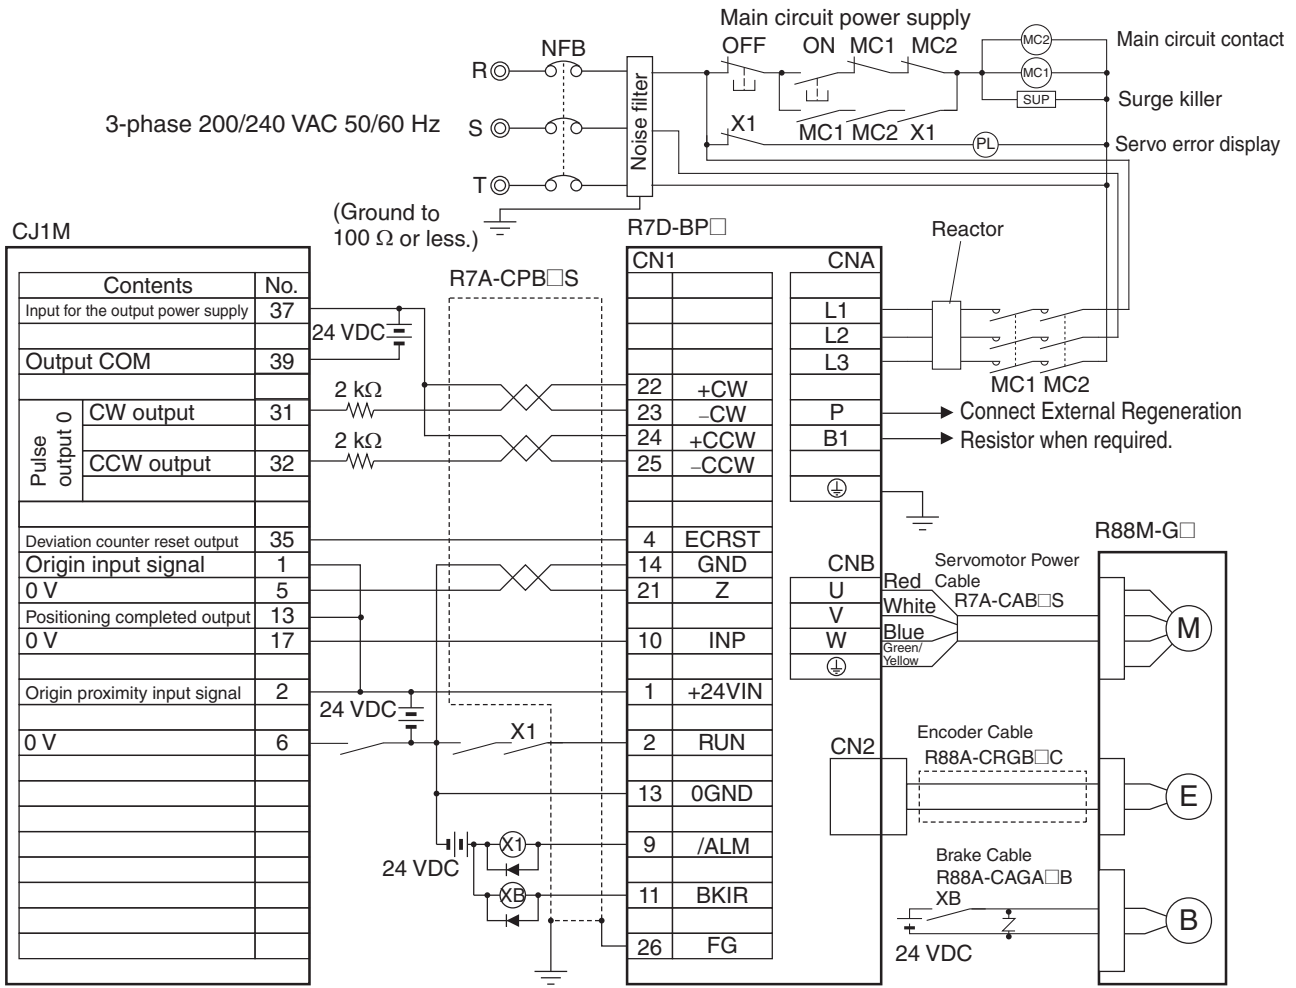 Main circuit power supply
OFF ON MC1 MC2
NFB
MC2 Main circuit contact
R
MC1
SUP Surge killer
3-phase 200/240 VAC 50/60 Hz S
Noise filter
X1
MC1 MC2 X1
PL Servo error display
T
(Ground to
100 Ω or less.)
CJ1M
R7D-BP□
Reactor
R7A-CPB□S
CN1 CNA
Contents No.
Input for the output power supply 37
24 VDC
L1
L2
Output COM 39
L3
MC1 MC2
2 kΩ
22 +CW
Pulse output 0
CW output 31
23 −CW
P Connect External Regeneration
2 kΩ
24 +CCW
B1 Resistor when required.
CCW output 32
25 −CCW
R88M-G□
Deviation counter reset output 35
4 ECRST
Origin input signal 1
14 GND
CNB
Servomotor Power
Cable
R7A-CAB□S
0 V 5
21 Z
U Red
Positioning completed output 13
V White
0 V 17
10 INP
W Blue
Green/
Yellow
M
Origin proximity input signal 2
24 VDC
1 +24VIN
0 V 6
X1
2 RUN
CN2
Encoder Cable
R88A-CRGB□C
E
13 0GND
24 VDC
X1
9 /ALM
XB
11 BKIR
Brake Cable
R88A-CAGA□B
XB
B
24 VDC
26 FG